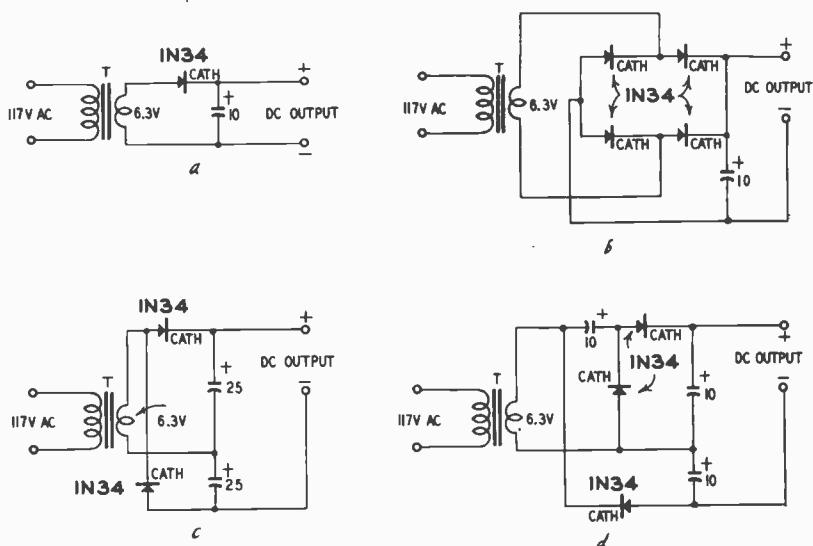 IN34
T
CATH
+
+
117V AC
6.3V
10
DC OUTPUT
−
a
T
CATH
CATH
+
117V AC
6.3V
IN34
DC OUTPUT
−
CATH
CATH
+
10
b
IN34
+
CATH
DC OUTPUT
T
+
25
−
117V AC
6.3V
+
IN34
CATH
25
c
+
10
CATH
+
IN34
DC OUTPUT
T
CATH
+
−
117V AC
6.3V
10
+
10
IN34
CATH
d